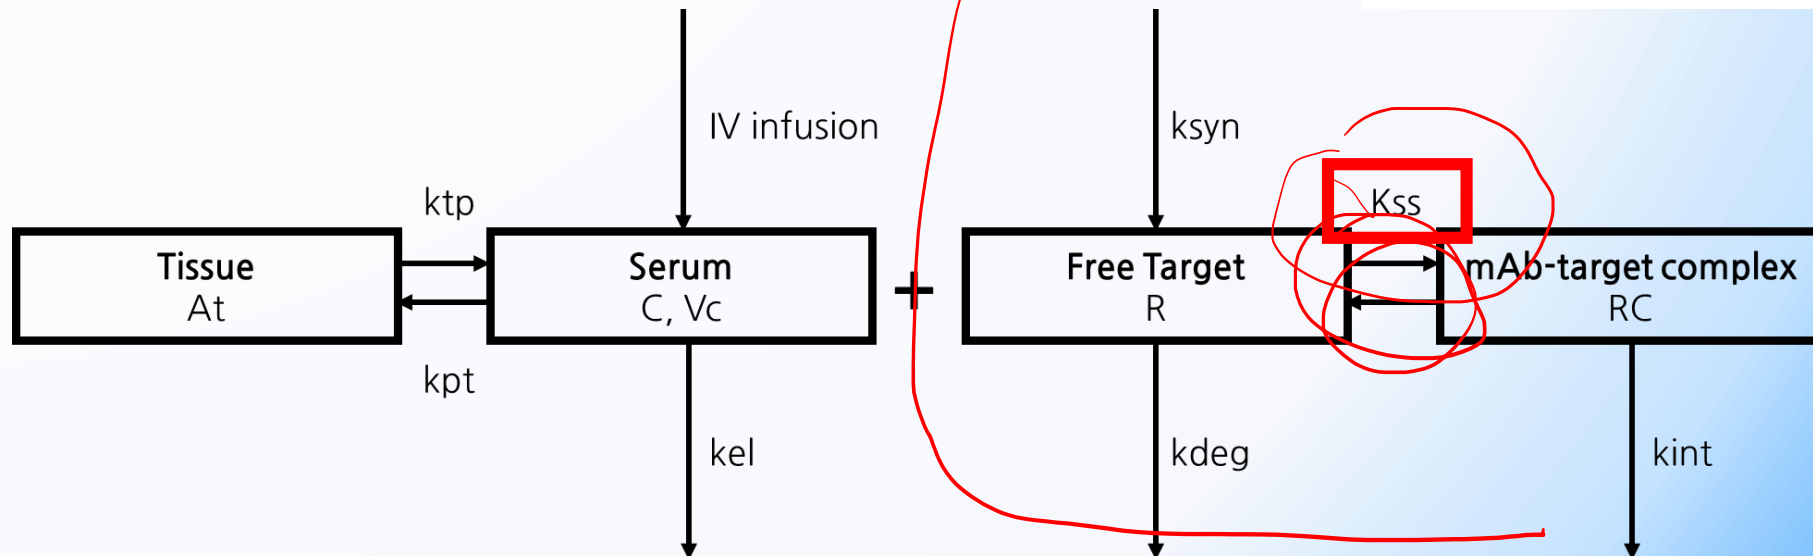 IV infusion
ksyn
ktp
Kss
Tissue
At
Serum
C, Vc
+
Free Target
R
mAb-target complex
RC
kpt
kel
kdeg
kint